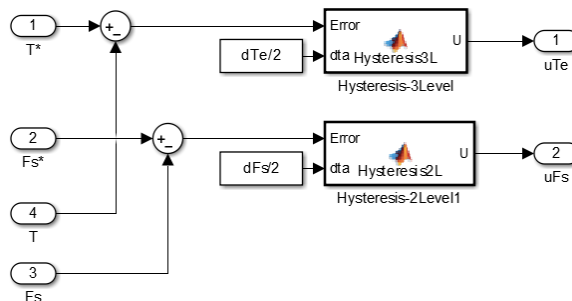 1
T*
+
−
Error
dTe/2
dta
Hysteresis3L
U
Hysteresis-3Level
1
uTe
2
Fs*
+
−
Error
dFs/2
dta
Hysteresis2L
U
Hysteresis-2Level1
2
uFs
4
T
3
Fs